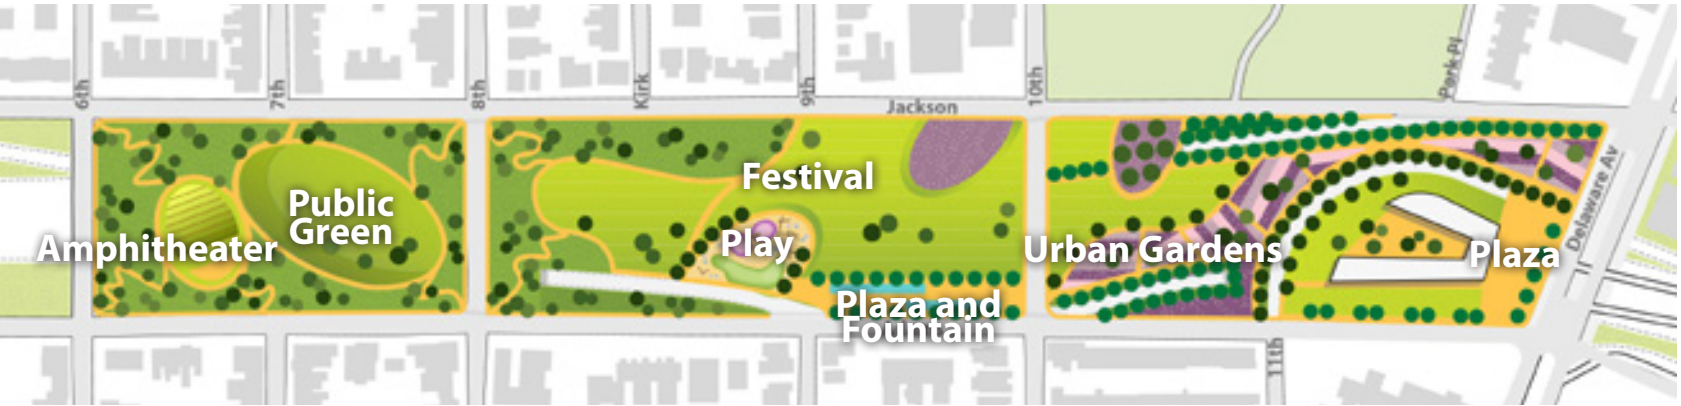 6th
7th
8th
Kirk
9th
Jackson
10th
Park Pl
Delaware Av
Public
Green
Amphitheater
Festival
Play
Plaza and
Fountain
Urban Gardens
Plaza
11th